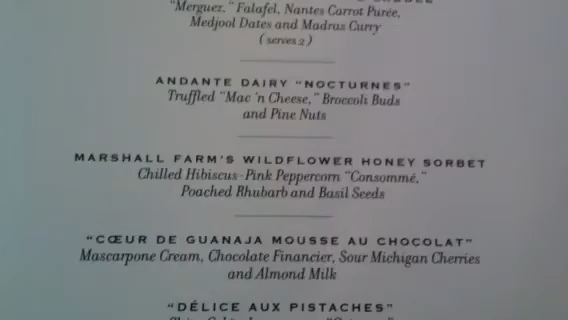 "Merguez," Falafel, Nantes Carrot Purée,
Medjool Dates and Madras Curry
(serves 2)
ANDANTE DAIRY "NOCTURNES"
Truffled "Mac 'n Cheese," Broccoli Buds
and Pine Nuts
MARSHALL FARM'S WILDFLOWER HONEY SORBET
Chilled Hibiscus-Pink Peppercorn "Consommé,"
Poached Rhubarb and Basil Seeds
"CŒUR DE GUANAJA MOUSSE AU CHOCOLAT"
Mascarpone Cream, Chocolate Financier, Sour Michigan Cherries
and Almond Milk
"DÉLICE AUX PISTACHES"